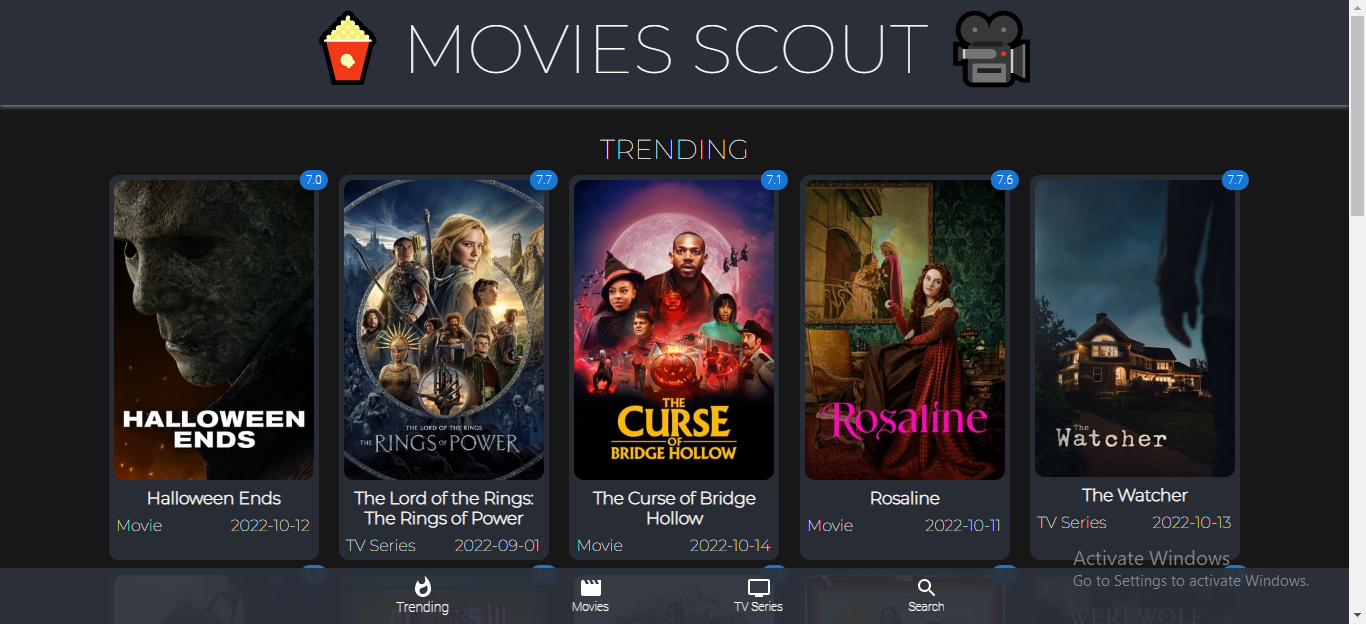 MOVIES SCOUT
TRENDING
7.0
7.7
7.1
7.6
7.7
HALLOWEEN
ENDS
THE LORD OF THE RINGS
THE RINGS OF POWER
THE
CURSE
OF
BRIDGE HOLLOW
Rosaline
The
Watcher
Halloween Ends
Movie 2022-10-12
The Lord of the Rings:
The Rings of Power
TV Series 2022-09-01
The Curse of Bridge
Hollow
Movie 2022-10-14
Rosaline
Movie 2022-10-11
The Watcher
TV Series 2022-10-13
Activate Windows
Go to Settings to activate Windows.
WEREWOLF
Trending
Movies
TV Series
Search